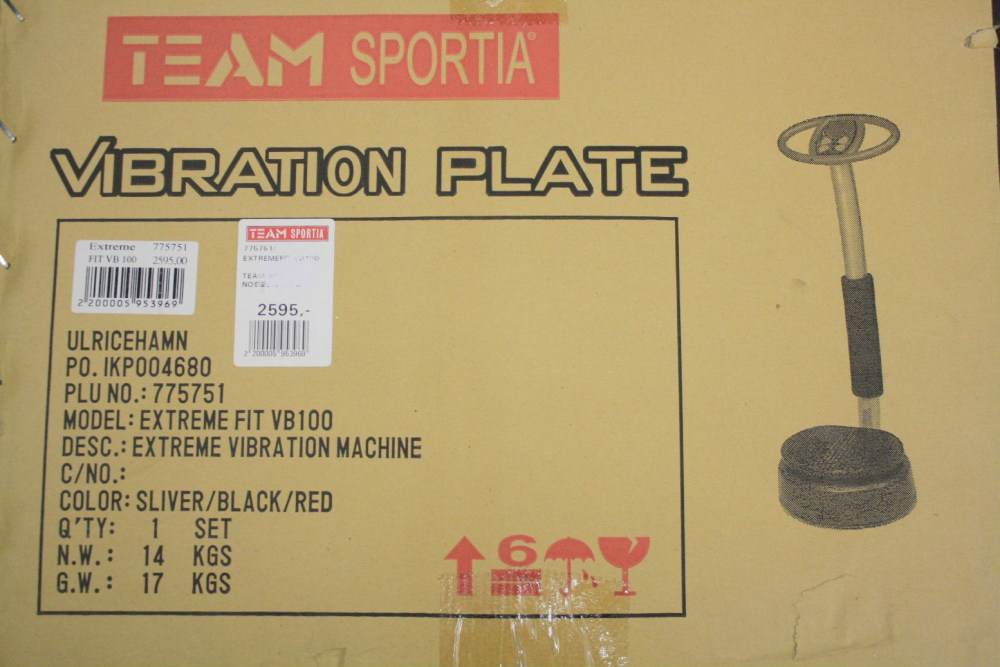 TEAM SPORTIA®
VIBRATION PLATE
Extreme 775751
FIT VB 100 2595,00
2 200005 953969
TEAM SPORTIA
2595,-
ULRICEHAMN
PO. IKP004680
PLU NO.: 775751
MODEL: EXTREME FIT VB100
DESC.: EXTREME VIBRATION MACHINE
C/NO.:
COLOR: SLIVER/BLACK/RED
Q'TY: 1 SET
N.W.: 14 KGS
G.W.: 17 KGS
6